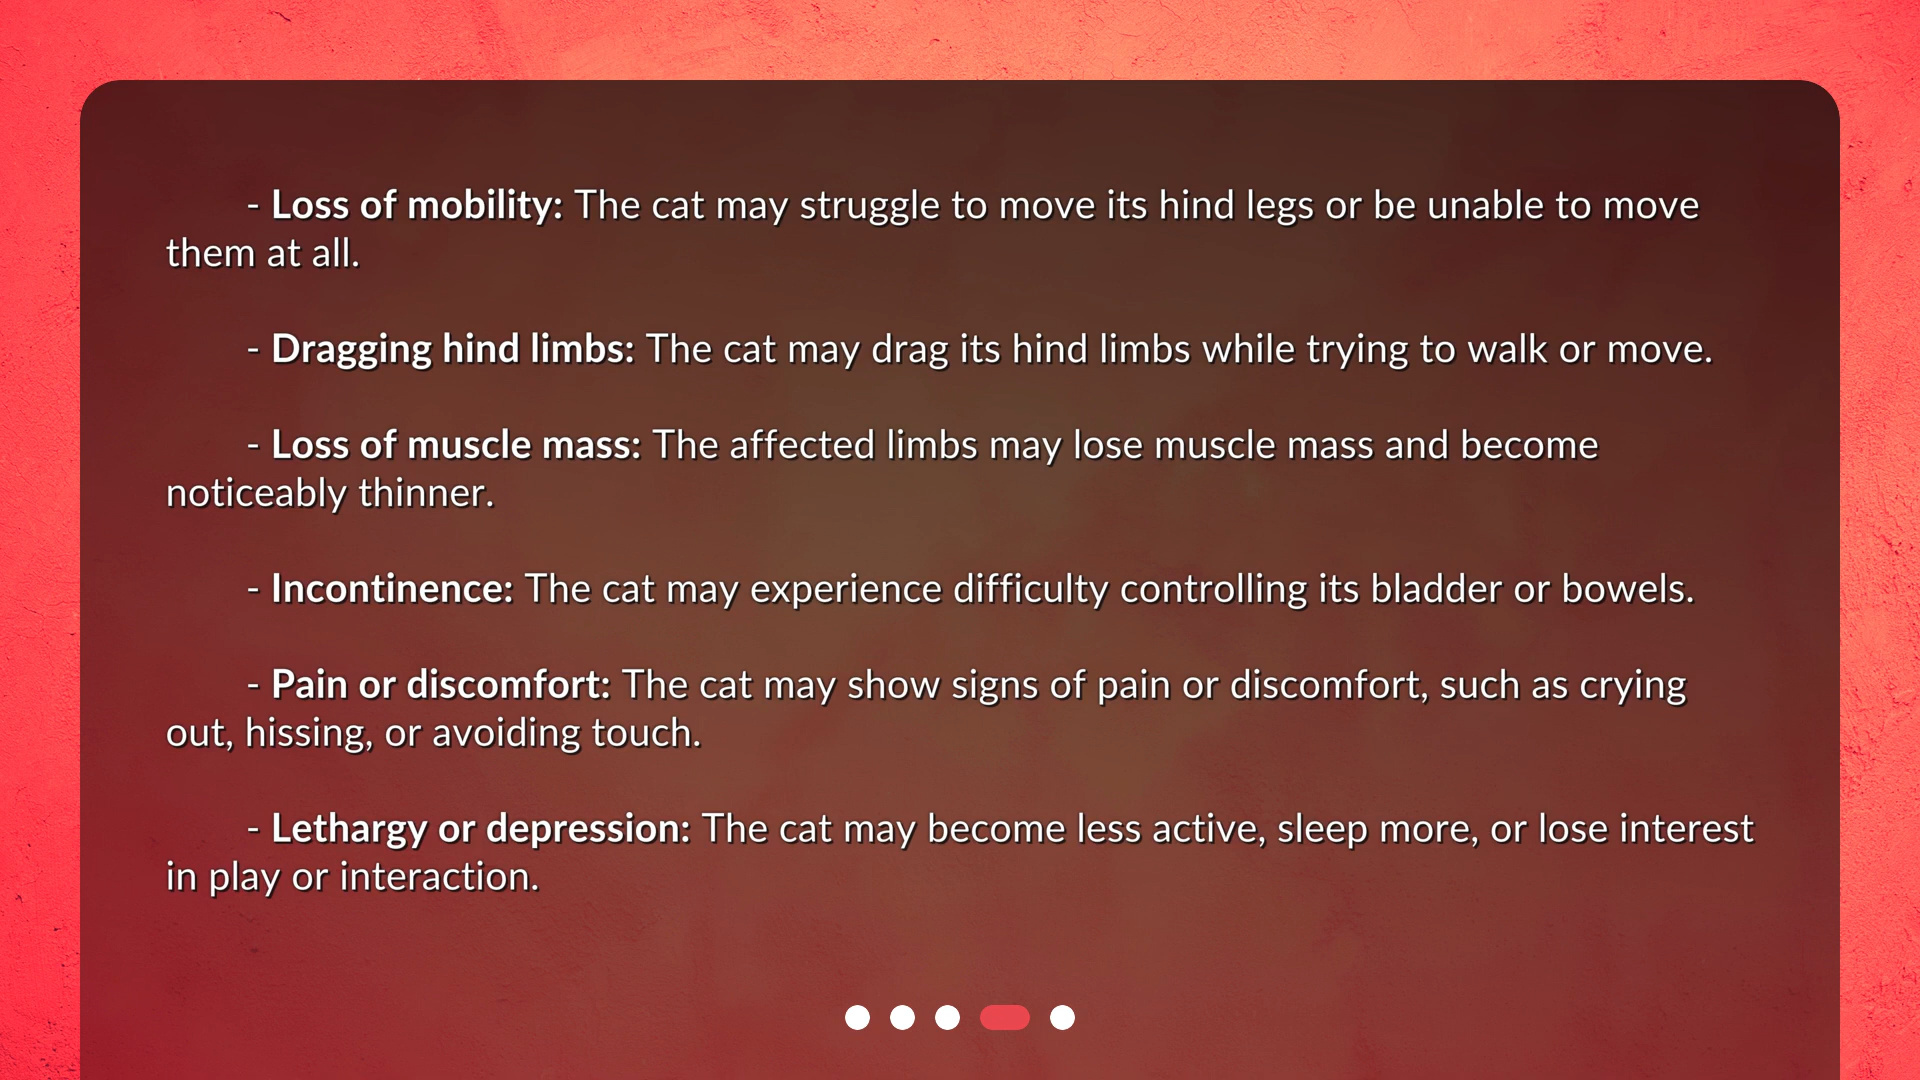 - Loss of mobility: The cat may struggle to move its hind legs or be unable to move
them at all.
- Dragging hind limbs: The cat may drag its hind limbs while trying to walk or move.
- Loss of muscle mass: The affected limbs may lose muscle mass and become
noticeably thinner.
- Incontinence: The cat may experience difficulty controlling its bladder or bowels.
- Pain or discomfort: The cat may show signs of pain or discomfort, such as crying
out, hissing, or avoiding touch.
- Lethargy or depression: The cat may become less active, sleep more, or lose interest
in play or interaction.